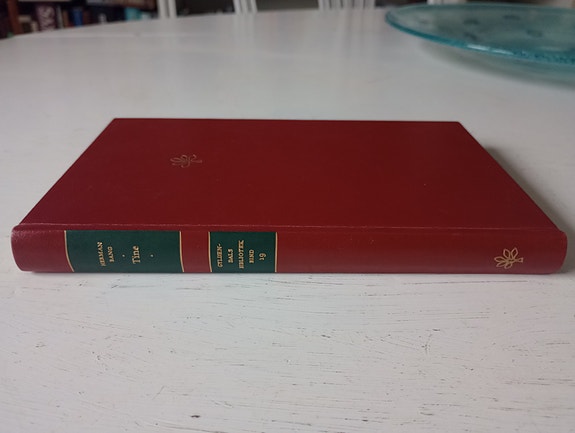 HERMAN
BANG
Tine
GYLDEN-
DALS
BIBLIOTEK
BIND
19